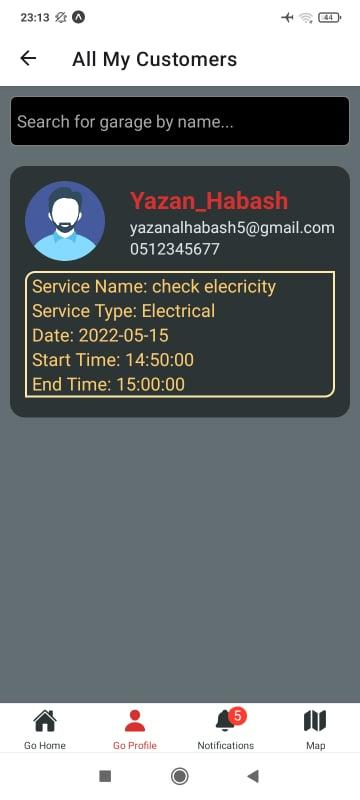 23:13
44
All My Customers
Search for garage by name...
Yazan_Habash
yazanalhabash5@gmail.com
0512345677
Service Name: check elecricity
Service Type: Electrical
Date: 2022-05-15
Start Time: 14:50:00
End Time: 15:00:00
5
Go Home
Go Profile
Notifications
Map